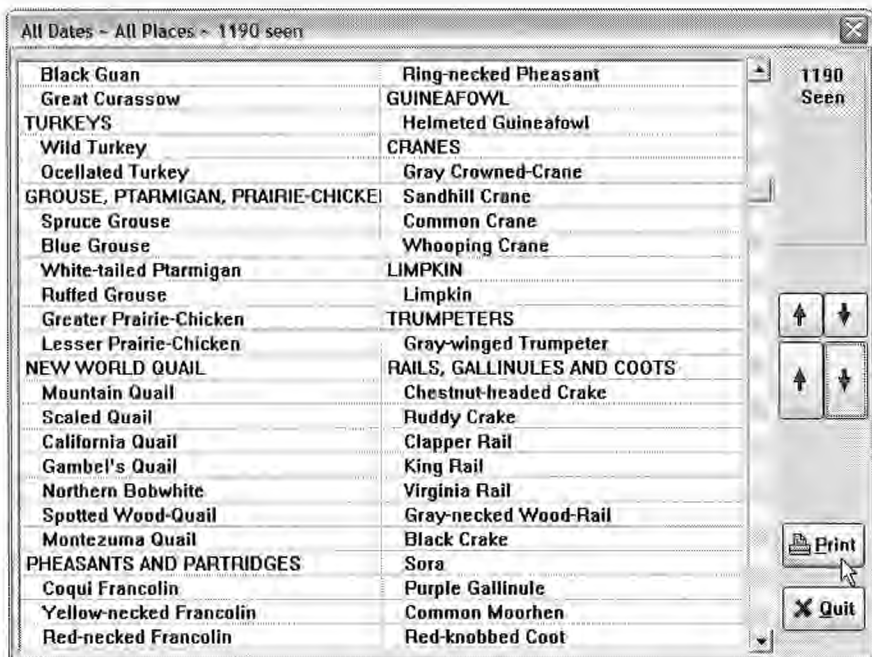 All Dates ~ All Places ~ 1190 seen
Black Guan
Great Curassow
TURKEYS
Wild Turkey
Ocellated Turkey
GROUSE, PTARMIGAN, PRAIRIE-CHICKE
Spruce Grouse
Blue Grouse
White-tailed Ptarmigan
Ruffed Grouse
Greater Prairie-Chicken
Lesser Prairie-Chicken
NEW WORLD QUAIL
Mountain Quail
Scaled Quail
California Quail
Gambel's Quail
Northern Bobwhite
Spotted Wood-Quail
Montezuma Quail
PHEASANTS AND PARTRIDGES
Coqui Francolin
Yellow-necked Francolin
Red-necked Francolin
Ring-necked Pheasant
GUINEAFOWL
Helmeted Guineafowl
CRANES
Gray Crowned-Crane
Sandhill Crane
Common Crane
Whooping Crane
LIMPKIN
Limpkin
TRUMPETERS
Gray-winged Trumpeter
RAILS, GALLINULES AND COOTS
Chestnut-headed Crake
Ruddy Crake
Clapper Rail
King Rail
Virginia Rail
Gray-necked Wood-Rail
Black Crake
Sora
Purple Gallinule
Common Moorhen
Red-knobbed Coot
1190
Seen
Print
Quit